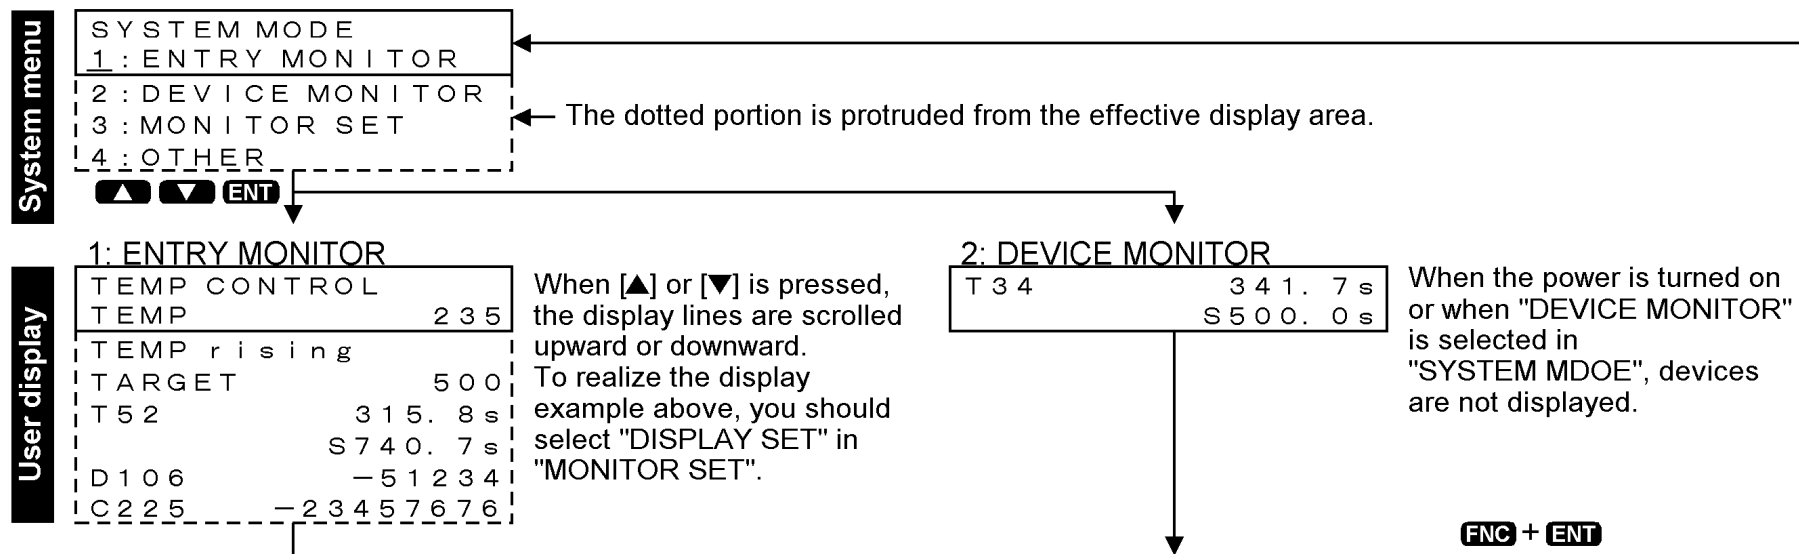 System menu
SYSTEM MODE
1:ENTRY MONITOR
2:DEVICE MONITOR
3:MONITOR SET
4:OTHER
The dotted portion is protruded from the effective display area.
▲ ▼ ENT
User display
1: ENTRY MONITOR
TEMP CONTROL
TEMP 235
TEMP rising
TARGET 500
T52 315.8s
S740.7s
D106 −51234
C225 −23457676
When [▲] or [▼] is pressed,
the display lines are scrolled
upward or downward.
To realize the display
example above, you should
select "DISPLAY SET" in
"MONITOR SET".
2: DEVICE MONITOR
T34 341.7s
S500.0s
When the power is turned on
or when "DEVICE MONITOR"
is selected in
"SYSTEM MDOE", devices
are not displayed.
FNC + ENT